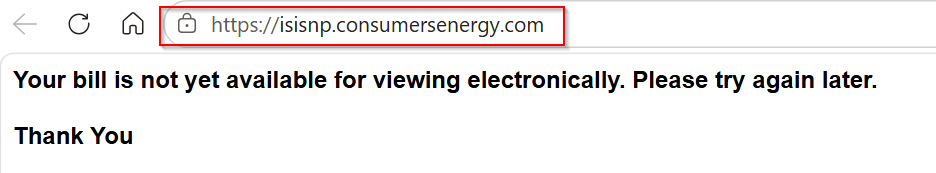 https://isisnp.consumersenergy.com
Your bill is not yet available for viewing electronically. Please try again later.
Thank You